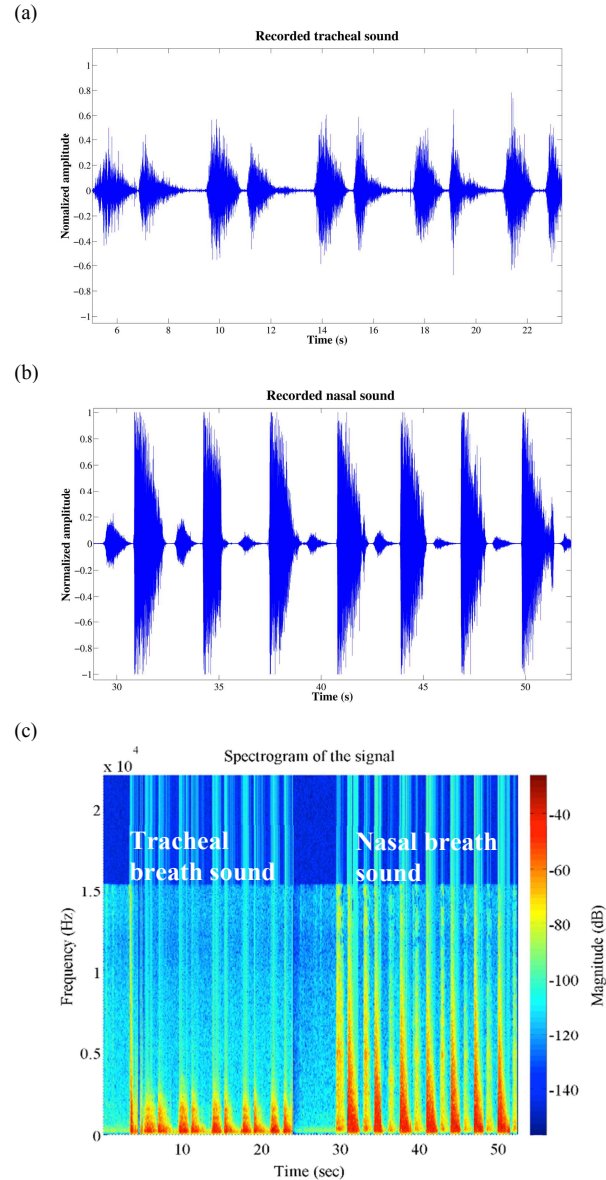 (a)
Recorded tracheal sound
Nomalized amplitude
1
0.8
0.6
0.4
0.2
0
−0.2
−0.4
−0.6
−0.8
−1
6 8 10 12 14 16 18 20 22
Time (s)
(b)
Recorded nasal sound
Normalized amplitude
1
0.8
0.6
0.4
0.2
0
−0.2
−0.4
−0.6
−0.8
−1
30 35 40 45 50
Time (s)
(c)
Spectrogram of the signal
x 10 4
Frequency (Hz)
2
1.5
1
0.5
0
Tracheal
breath sound
Nasal breath
sound
10 20 30 40 50
Time (sec)
-40
-60
-80
-100
-120
-140
Magnitude (dB)